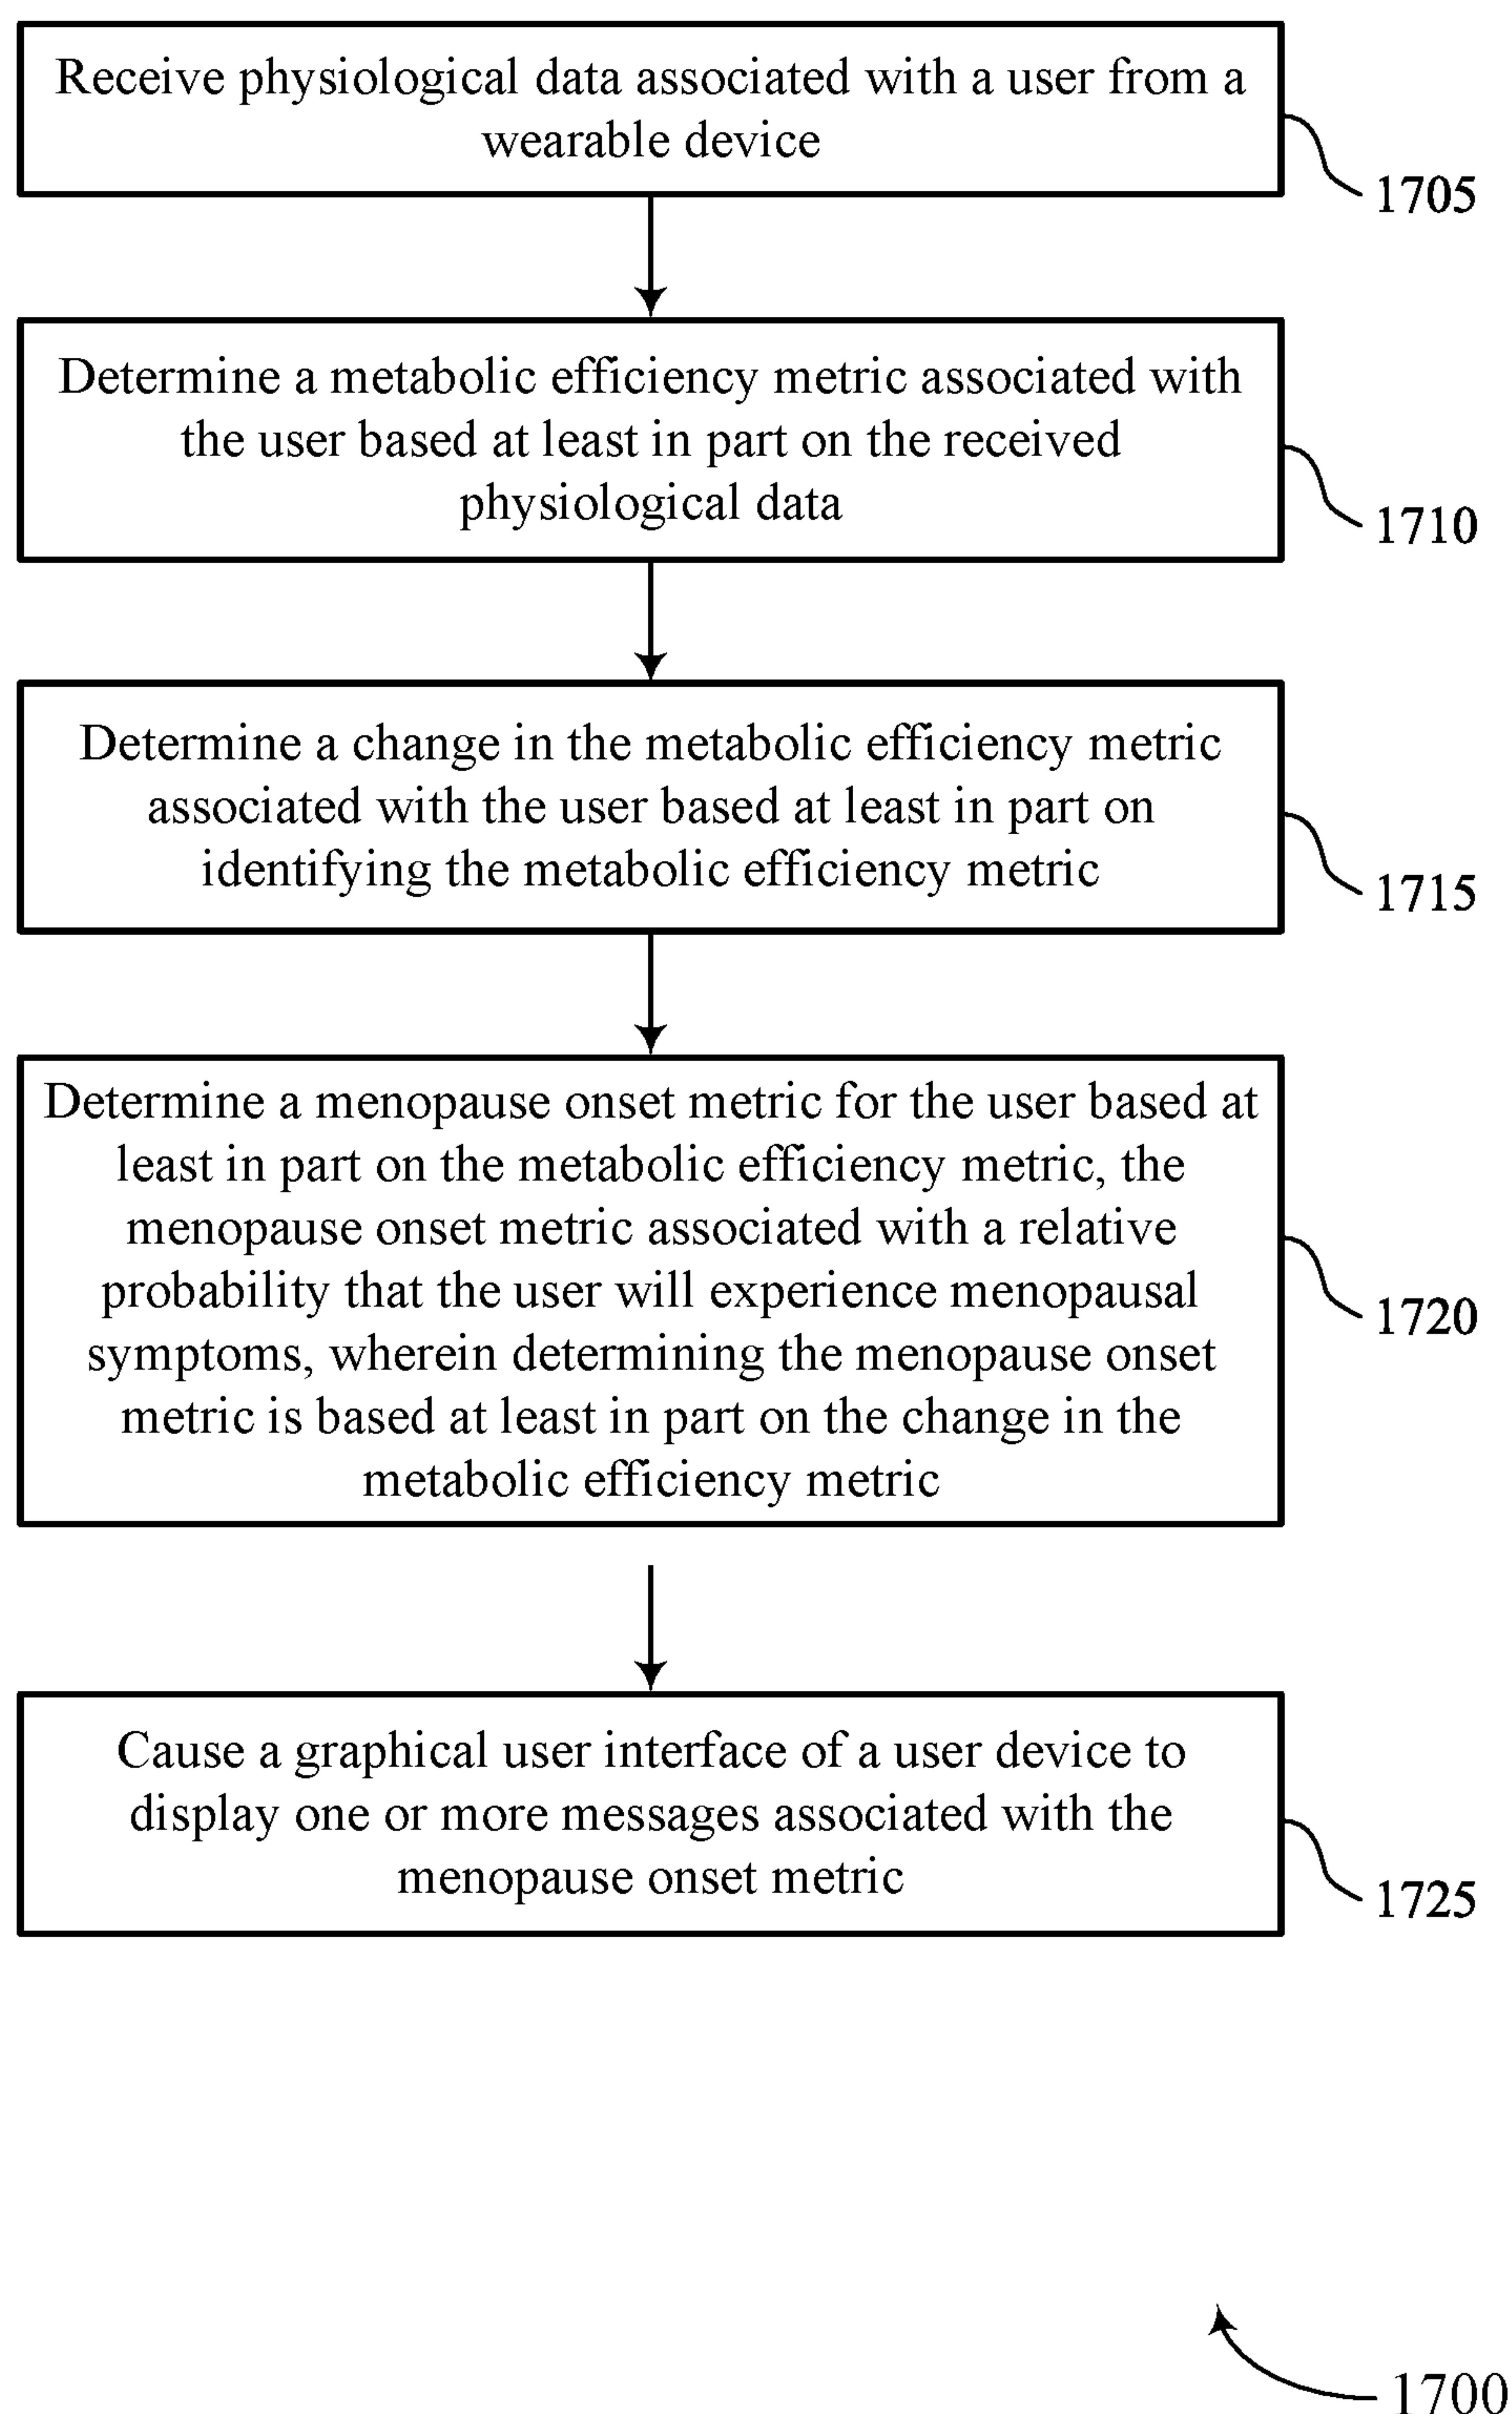 Receive physiological data associated with a user from a
wearable device
1705
Determine a metabolic efficiency metric associated with
the user based at least in part on the received
physiological data
1710
Determine a change in the metabolic efficiency metric
associated with the user based at least in part on
identifying the metabolic efficiency metric
1715
Determine a menopause onset metric for the user based at
least in part on the metabolic efficiency metric, the
menopause onset metric associated with a relative
probability that the user will experience menopausal
symptoms, wherein determining the menopause onset
metric is based at least in part on the change in the
metabolic efficiency metric
1720
Cause a graphical user interface of a user device to
display one or more messages associated with the
menopause onset metric
1725
1700